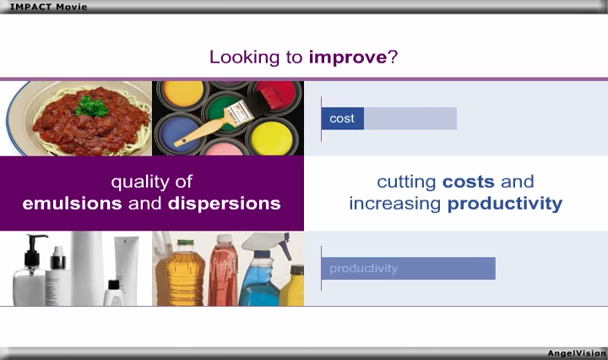 IMPACT Movie
Looking to improve?
cost
quality of
emulsions and dispersions
cutting costs and
increasing productivity
productivity
AngelVision